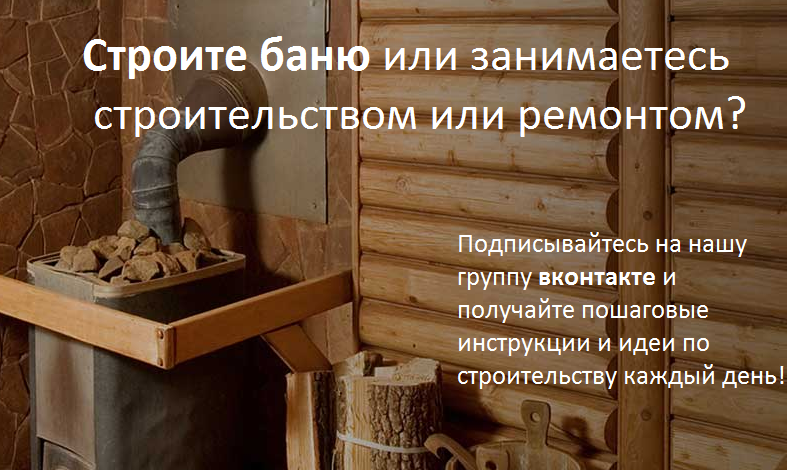 Строите баню или занимаетесь
строительством или ремонтом?
Подписывайтесь на нашу
группу вконтакте и
получайте пошаговые
инструкции и идеи по
строительству каждый день!